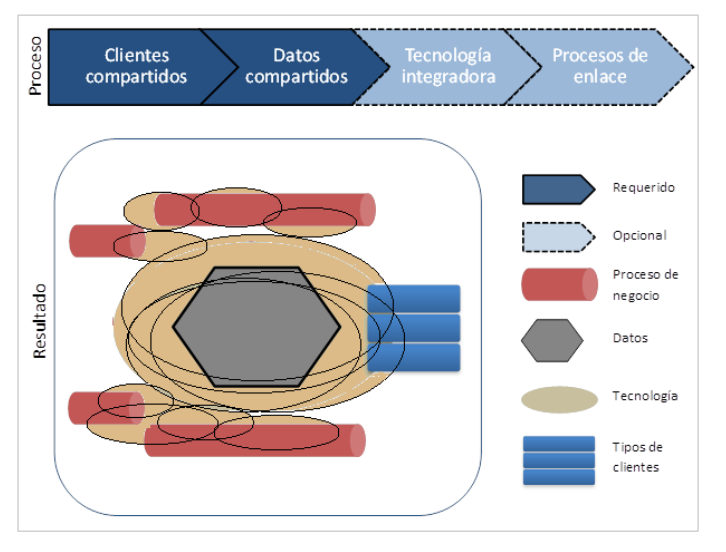 Proceso
Clientes
compartidos
Datos
compartidos
Tecnología
integradora
Procesos de
enlace
Resultado
Requerido
Opcional
Proceso de
negocio
Datos
Tecnología
Tipos de
clientes